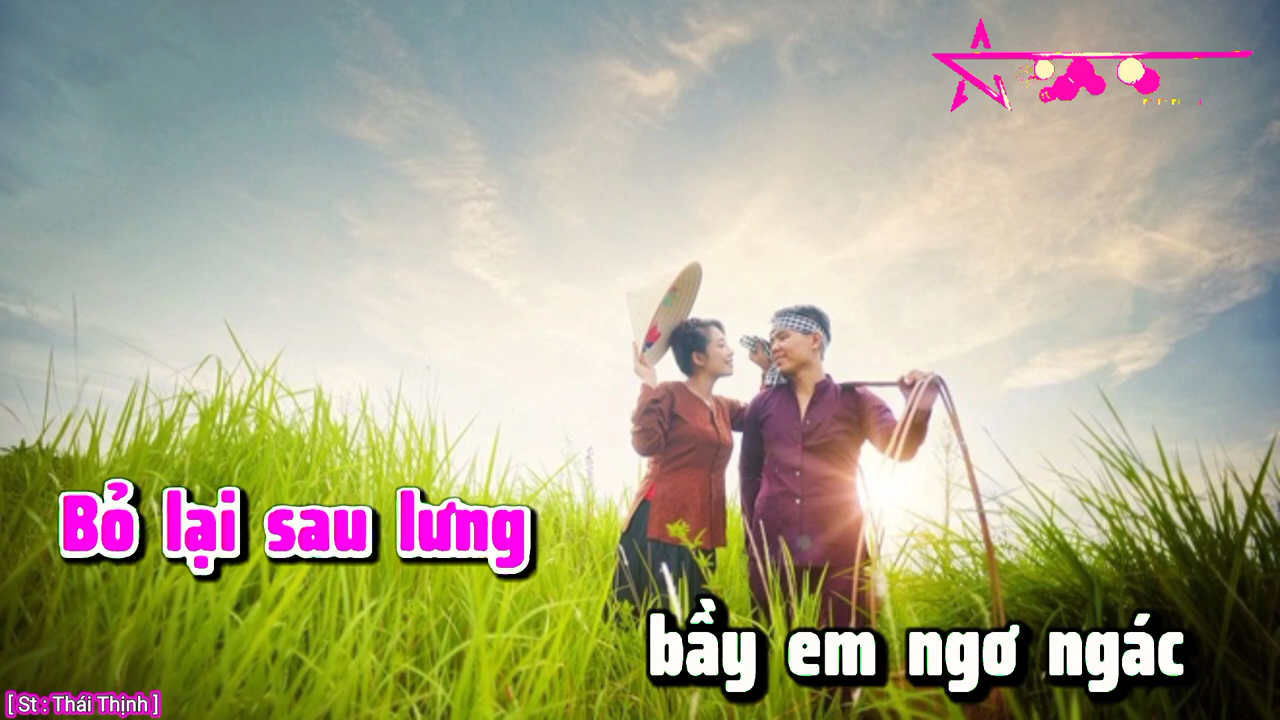 Bỏ lại sau lưng
bầy em ngơ ngác
[ St : Thái Thịnh ]